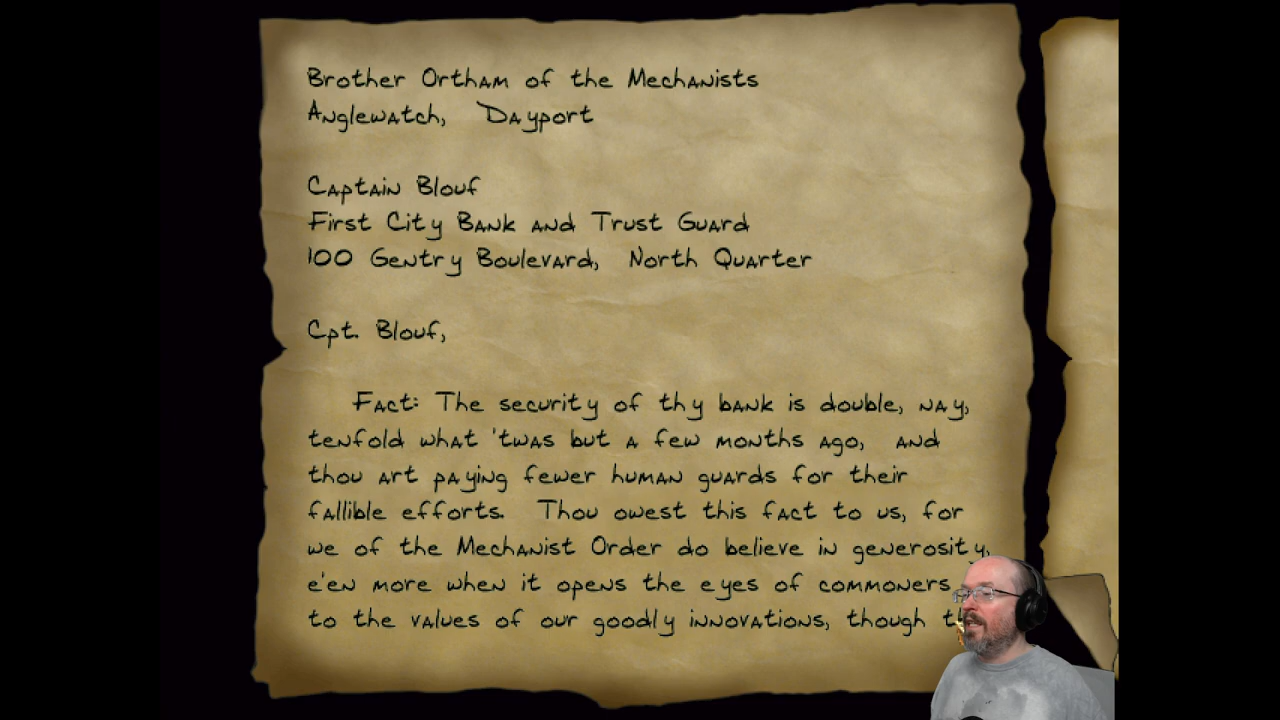 Brother Ortham of the Mechanists
Anglewatch, Dayport
Captain Blouf
First City Bank and Trust Guard
100 Gentry Boulevard, North Quarter
Cpt. Blouf,
Fact: The security of thy bank is double, nay,
tenfold what 'twas but a few months ago, and
thou art paying fewer human guards for their
fallible efforts. Thou owest this fact to us, for
we of the Mechanist Order do believe in generosity,
e'en more when it opens the eyes of commoners
to the values of our goodly innovations, though